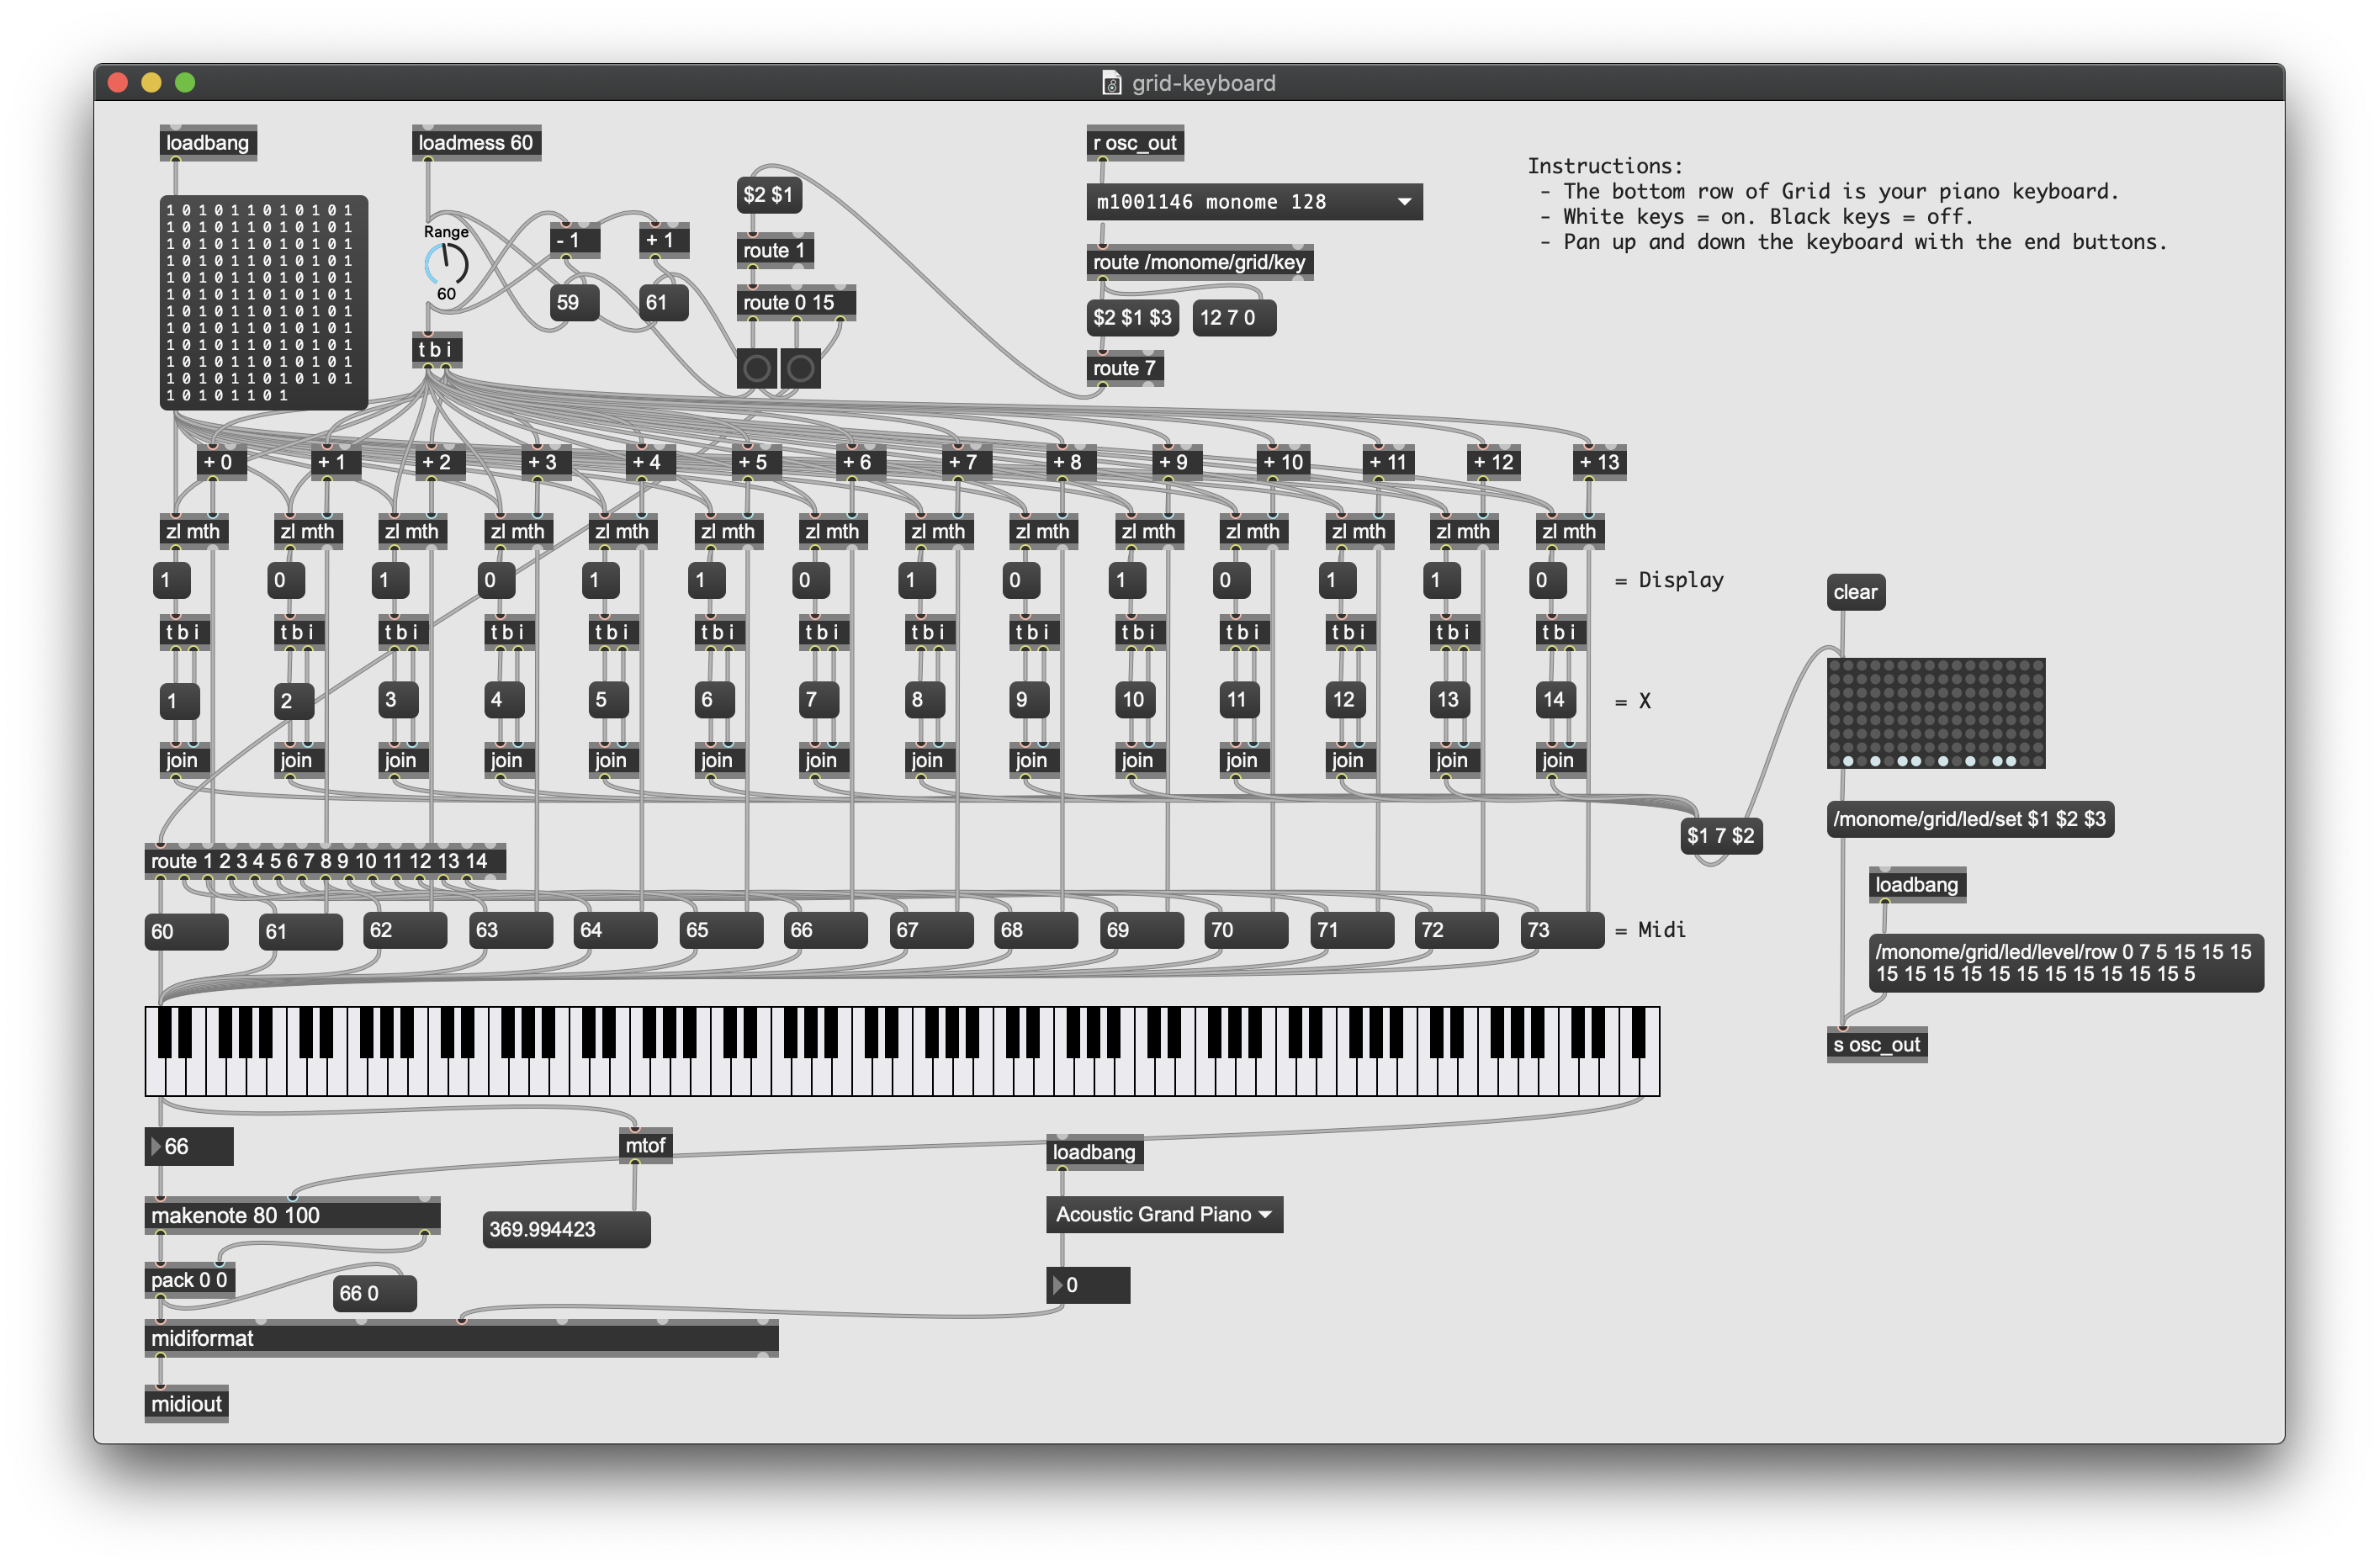 grid-keyboard
loadbang
loadmess 60
r osc_out
Instructions:
- The bottom row of Grid is your piano keyboard.
- White keys = on. Black keys = off.
- Pan up and down the keyboard with the end buttons.
1 0 1 0 1 1 0 1 0 1 0 1
1 0 1 0 1 1 0 1 0 1 0 1
1 0 1 0 1 1 0 1 0 1 0 1
1 0 1 0 1 1 0 1 0 1 0 1
1 0 1 0 1 1 0 1 0 1 0 1
1 0 1 0 1 1 0 1 0 1 0 1
1 0 1 0 1 1 0 1 0 1 0 1
1 0 1 0 1 1 0 1 0 1 0 1
1 0 1 0 1 1 0 1 0 1 0 1
1 0 1 0 1 1 0 1 0 1 0 1
1 0 1 0 1 1 0 1 0 1 0 1
1 0 1 0 1 1 0 1
Range
60
- 1
+ 1
59
61
t b i
$2 $1
route 1
route 0 15
m1001146 monome 128
route /monome/grid/key
$2 $1 $3
12 7 0
route 7
+ 0
+ 1
+ 2
+ 3
+ 4
+ 5
+ 6
+ 7
+ 8
+ 9
+ 10
+ 11
+ 12
+ 13
zl mth
zl mth
zl mth
zl mth
zl mth
zl mth
zl mth
zl mth
zl mth
zl mth
zl mth
zl mth
zl mth
zl mth
1
0
1
0
1
1
0
1
0
1
0
1
1
0
= Display
t b i
t b i
t b i
t b i
t b i
t b i
t b i
t b i
t b i
t b i
t b i
t b i
t b i
t b i
1
2
3
4
5
6
7
8
9
10
11
12
13
14
= X
join
join
join
join
join
join
join
join
join
join
join
join
join
join
$1 7 $2
clear
/monome/grid/led/set $1 $2 $3
loadbang
/monome/grid/led/level/row 0 7 5 15 15 15
15 15 15 15 15 15 15 15 15 15 15 5
s osc_out
route 1 2 3 4 5 6 7 8 9 10 11 12 13 14
60
61
62
63
64
65
66
67
68
69
70
71
72
73
= Midi
66
mtof
makenote 80 100
369.994423
pack 0 0
66 0
midiformat
midiout
loadbang
Acoustic Grand Piano
0